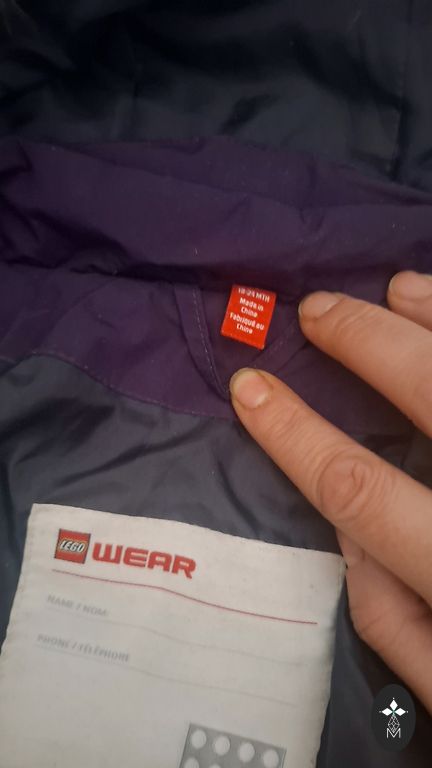 18-24 MTH
Made in
China
Fabriqué au
Chine
LEGO
WEAR
NAME / NOM:
PHONE / TÉLÉPHONE
M